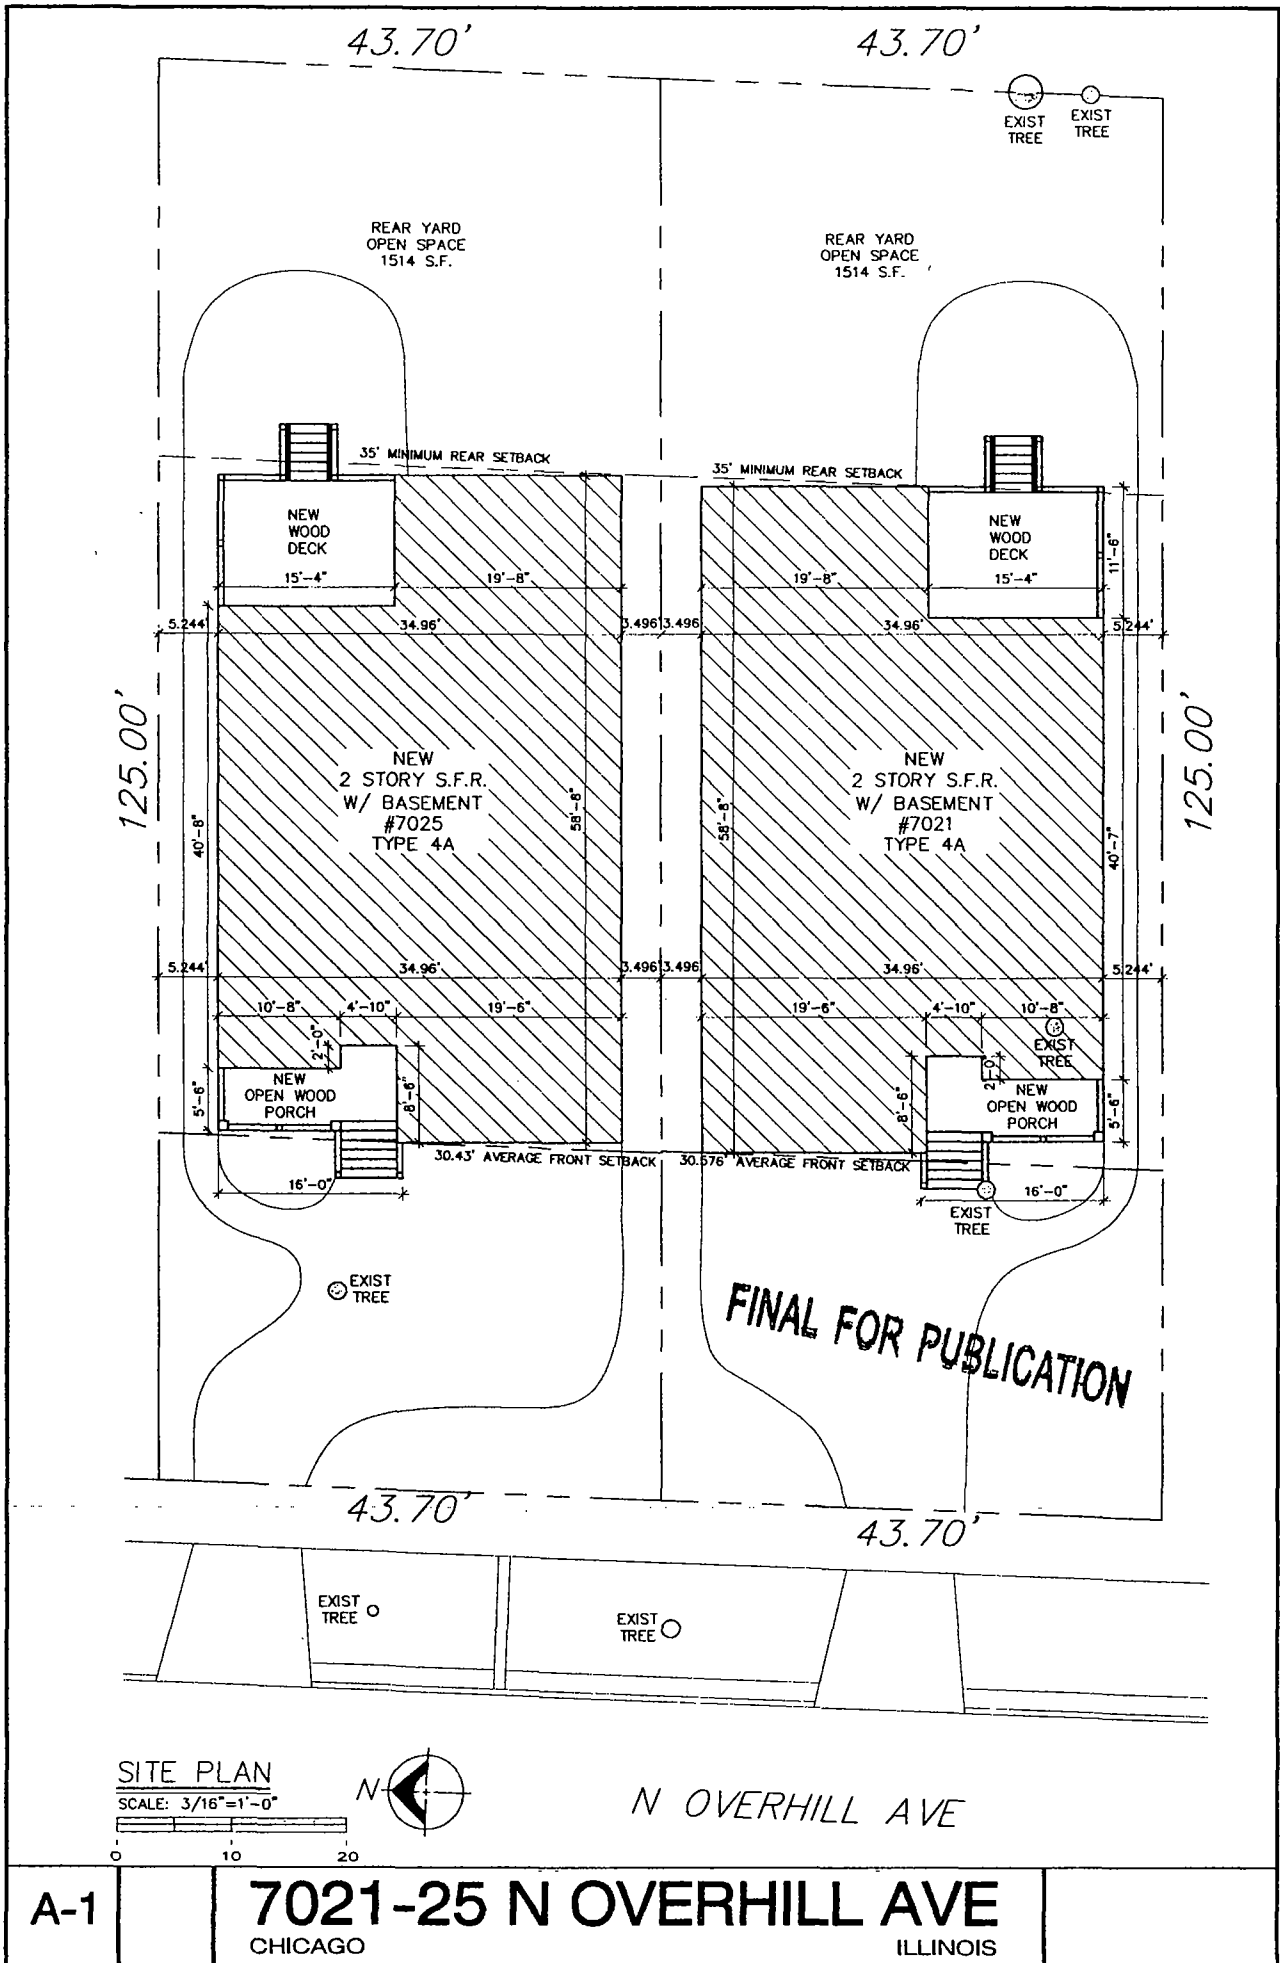 43.70'
43.70'
EXIST
TREE
EXIST
TREE
REAR YARD
OPEN SPACE
1514 S.F.
REAR YARD
OPEN SPACE
1514 S.F.
35' MINIMUM REAR SETBACK
35' MINIMUM REAR SETBACK
NEW
WOOD
DECK
NEW
WOOD
DECK
11'-6"
15'-4"
19'-8"
19'-8"
15'-4"
5.244'
34.96'
3.496'
3.496
34.96'
5.244'
125.00'
125.00'
NEW
2 STORY S.F.R.
W/ BASEMENT
#7025
TYPE 4A
NEW
2 STORY S.F.R.
W/ BASEMENT
#7021
TYPE 4A
40'-8"
58'-8"
58'-8"
40'-7"
5.244'
34.96'
3.496'
3.496
34.96'
5.244'
10'-8"
4'-10"
19'-6"
19'-6"
4'-10"
10'-8"
EXIST
TREE
2'-0"
2'-0
NEW
OPEN WOOD
PORCH
NEW
OPEN WOOD
PORCH
5'-6"
8'-6"
8'-6"
5'-6"
30.43' AVERAGE FRONT SETBACK
30.576' AVERAGE FRONT SETBACK
16'-0"
16'-0"
EXIST
TREE
EXIST
TREE
FINAL FOR PUBLICATION
43.70'
43.70'
EXIST
TREE
EXIST
TREE
SITE PLAN
SCALE: 3/16"=1'-0"
0 10 20
N
N OVERHILL AVE
A-1
7021-25 N OVERHILL AVE
CHICAGO
ILLINOIS